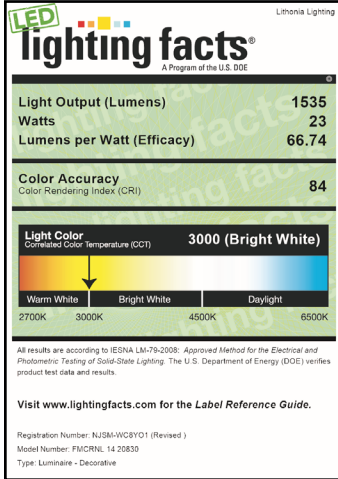 Lithonia Lighting
LED
lighting facts®
A Program of the U.S. DOE
Light Output (Lumens) 1535
Watts 23
Lumens per Watt (Efficacy) 66.74
Color Accuracy
Color Rendering Index (CRI) 84
Light Color
Correlated Color Temperature (CCT) 3000 (Bright White)
Warm White Bright White Daylight
2700K 3000K 4500K 6500K
All results are according to IESNA LM-79-2008: Approved Method for the Electrical and
Photometric Testing of Solid-State Lighting. The U.S. Department of Energy (DOE) verifies
product test data and results.
Visit www.lightingfacts.com for the Label Reference Guide.
Registration Number: NJSM-WC8YO1 (Revised )
Model Number: FMCRNL 14 20830
Type: Luminaire - Decorative